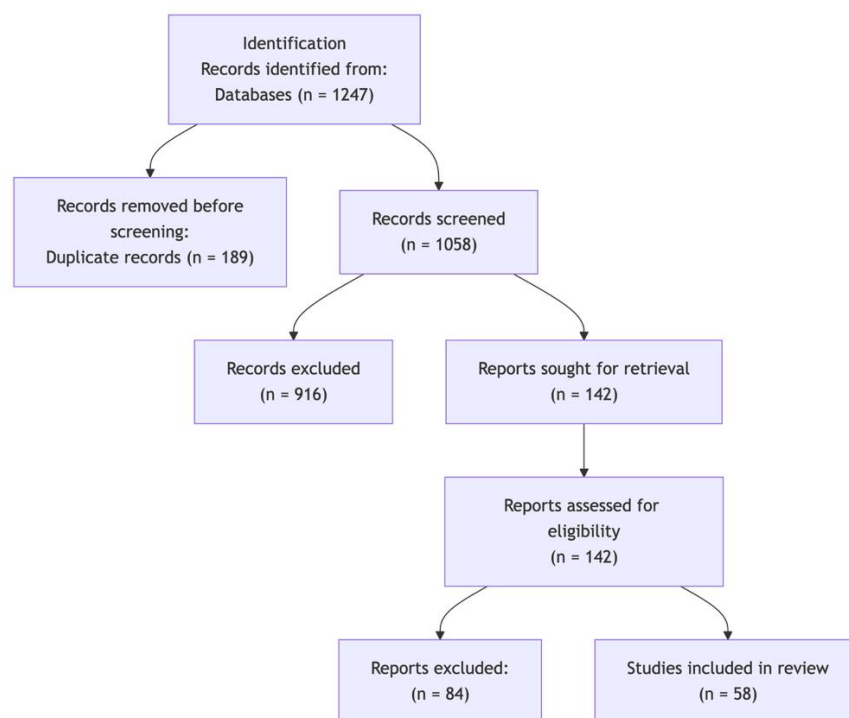 Identification
Records identified from:
Databases (n = 1247)
Records removed before
screening:
Duplicate records (n = 189)
Records screened
(n = 1058)
Records excluded
(n = 916)
Reports sought for retrieval
(n = 142)
Reports assessed for
eligibility
(n = 142)
Reports excluded:
(n = 84)
Studies included in review
(n = 58)